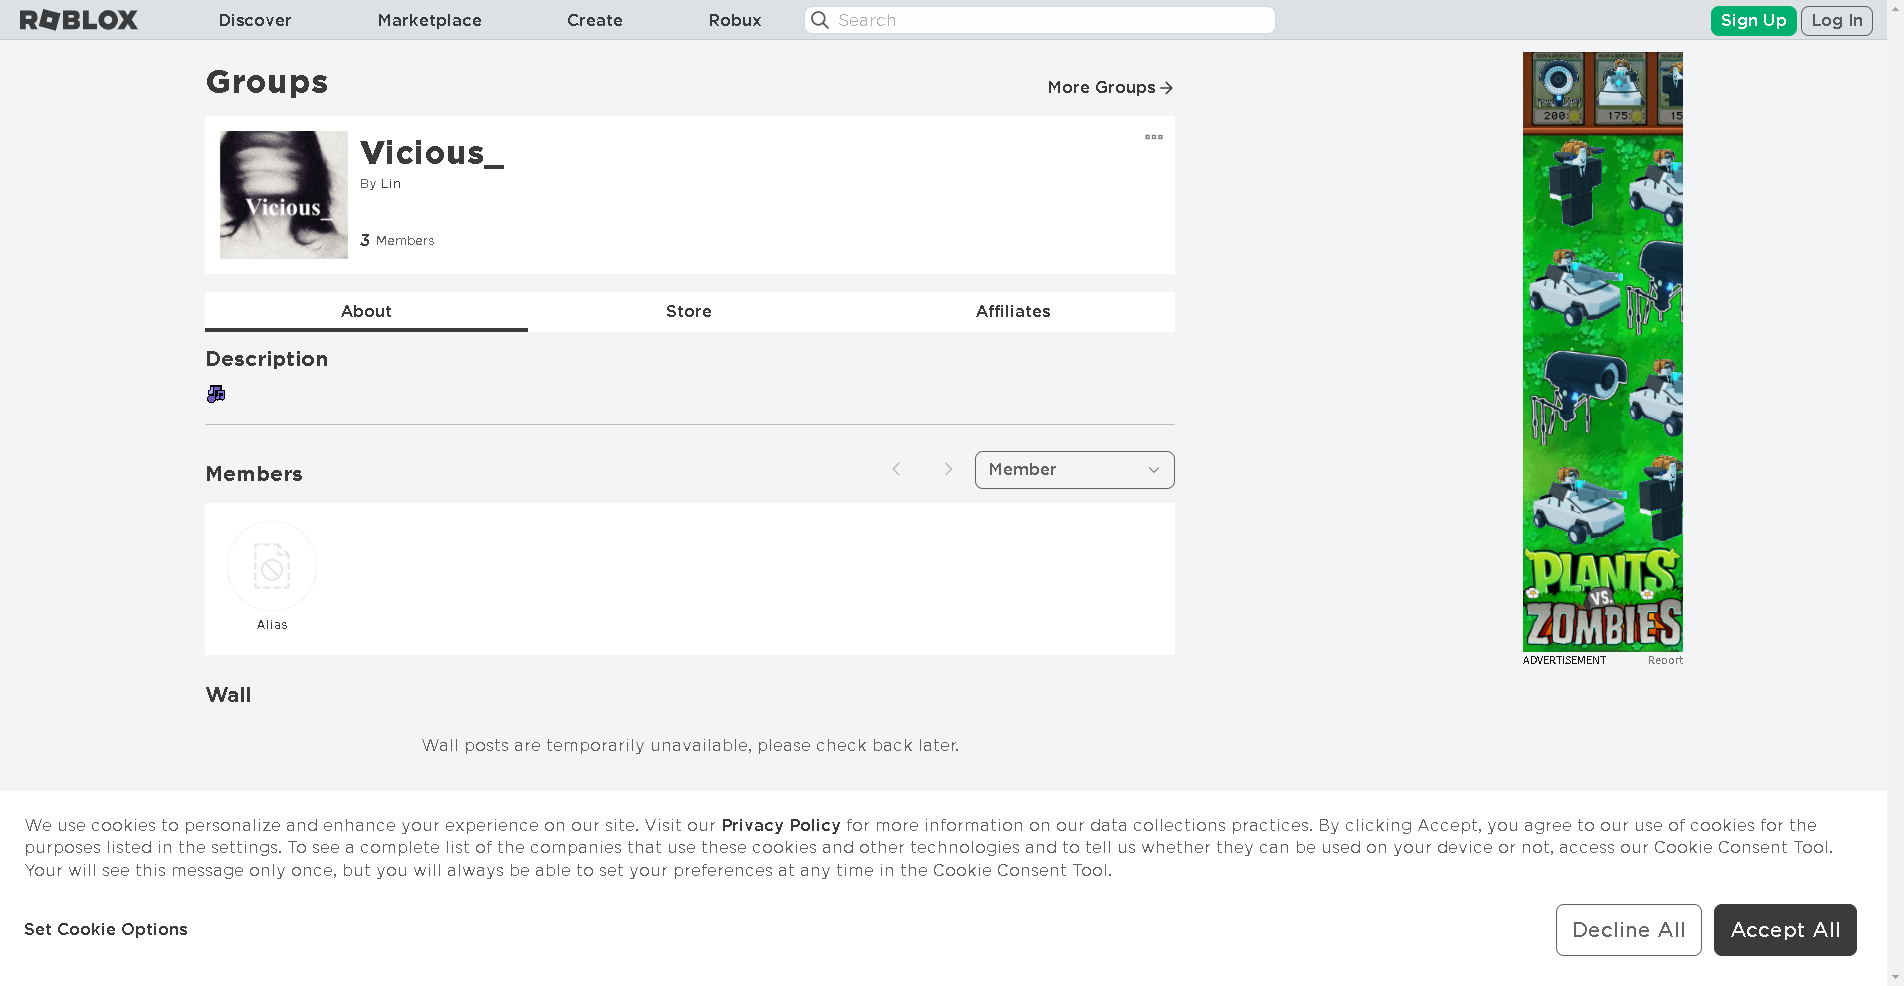 ROBLOX
Discover
Marketplace
Create
Robux
Search
Sign Up
Log In
Groups
More Groups
Vicious_
Vicious_
By Lin
3 Members
About
Store
Affiliates
Description
Members
Member
Alias
Wall
Wall posts are temporarily unavailable, please check back later.
200
175
15
PLANTS
VS.
ZOMBIES
ADVERTISEMENT
Report
We use cookies to personalize and enhance your experience on our site. Visit our Privacy Policy for more information on our data collections practices. By clicking Accept, you agree to our use of cookies for the
purposes listed in the settings. To see a complete list of the companies that use these cookies and other technologies and to tell us whether they can be used on your device or not, access our Cookie Consent Tool.
Your will see this message only once, but you will always be able to set your preferences at any time in the Cookie Consent Tool.
Set Cookie Options
Decline All
Accept All